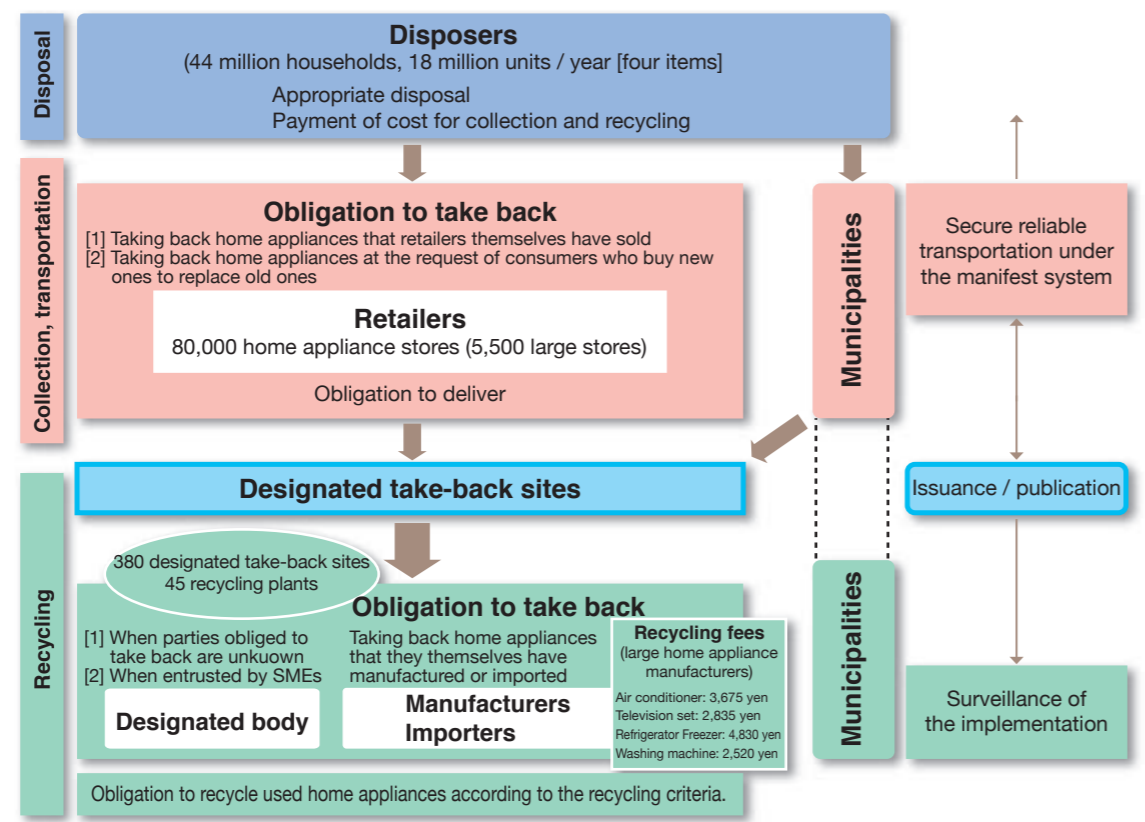 Disposal
Disposers
(44 million households, 18 million units / year [four items]
Appropriate disposal
Payment of cost for collection and recycling
Collection, transportation
Obligation to take back
[1] Taking back home appliances that retailers themselves have sold
[2] Taking back home appliances at the request of consumers who buy new
ones to replace old ones
Retailers
80,000 home appliance stores (5,500 large stores)
Obligation to deliver
Municipalities
Secure reliable
transportation under
the manifest system
Designated take-back sites
Issuance / publication
Recycling
380 designated take-back sites
45 recycling plants
Obligation to take back
[1] When parties obliged to
take back are unkuown
[2] When entrusted by SMEs
Designated body
Taking back home appliances
that they themselves have
manufactured or imported
Manufacturers
Importers
Recycling fees
(large home appliance
manufacturers)
Air conditioner: 3,675 yen
Television set: 2,835 yen
Refrigerator Freezer: 4,830 yen
Washing machine: 2,520 yen
Municipalities
Surveillance of
the implementation
Obligation to recycle used home appliances according to the recycling criteria.